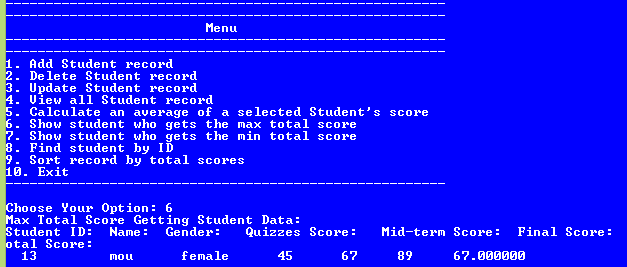 Menu
1. Add Student record
2. Delete Student record
3. Update Student record
4. View all Student record
5. Calculate an average of a selected Student's score
6. Show student who gets the max total score
7. Show student who gets the min total score
8. Find student by ID
9. Sort record by total scores
10. Exit
Choose Your Option: 6
Max Total Score Getting Student Data:
Student ID: Name: Gender: Quizzes Score: Mid-term Score: Final Score:
otal Score:
13 mou female 45 67 89 67.000000